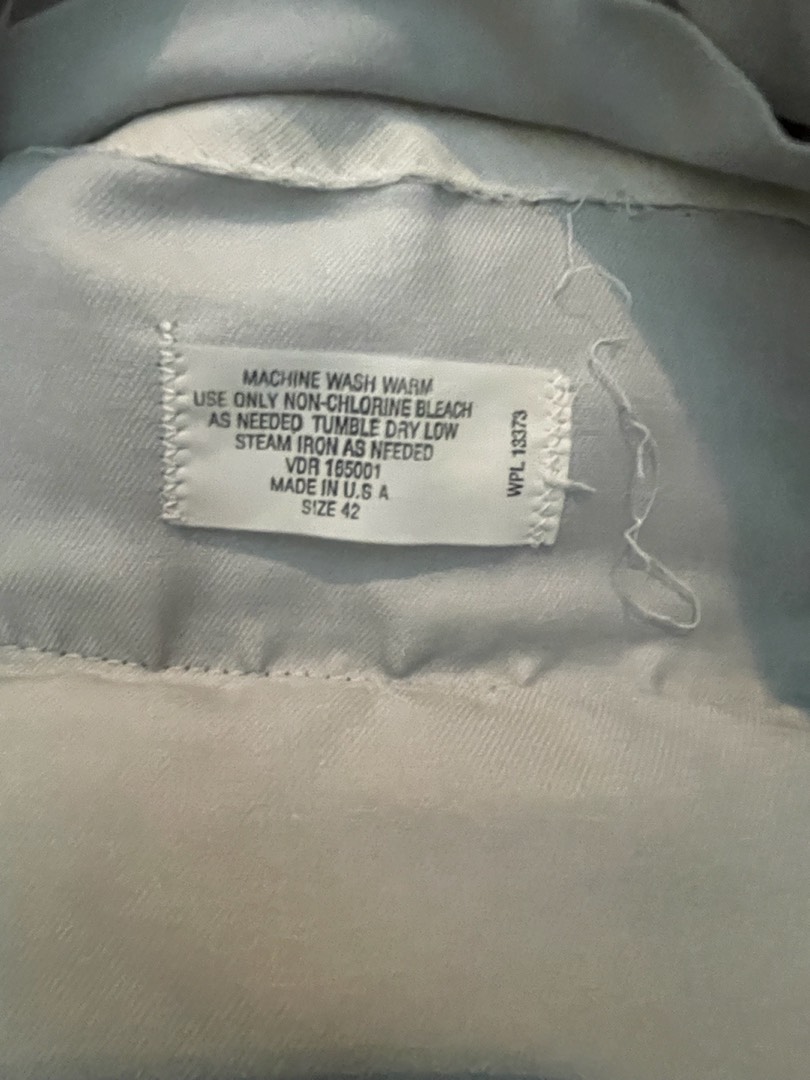 MACHINE WASH WARM
USE ONLY NON-CHLORINE BLEACH
AS NEEDED TUMBLE DRY LOW
STEAM IRON AS NEEDED
VDR 165001
MADE IN U.S A
SIZE 42
WPL 13373